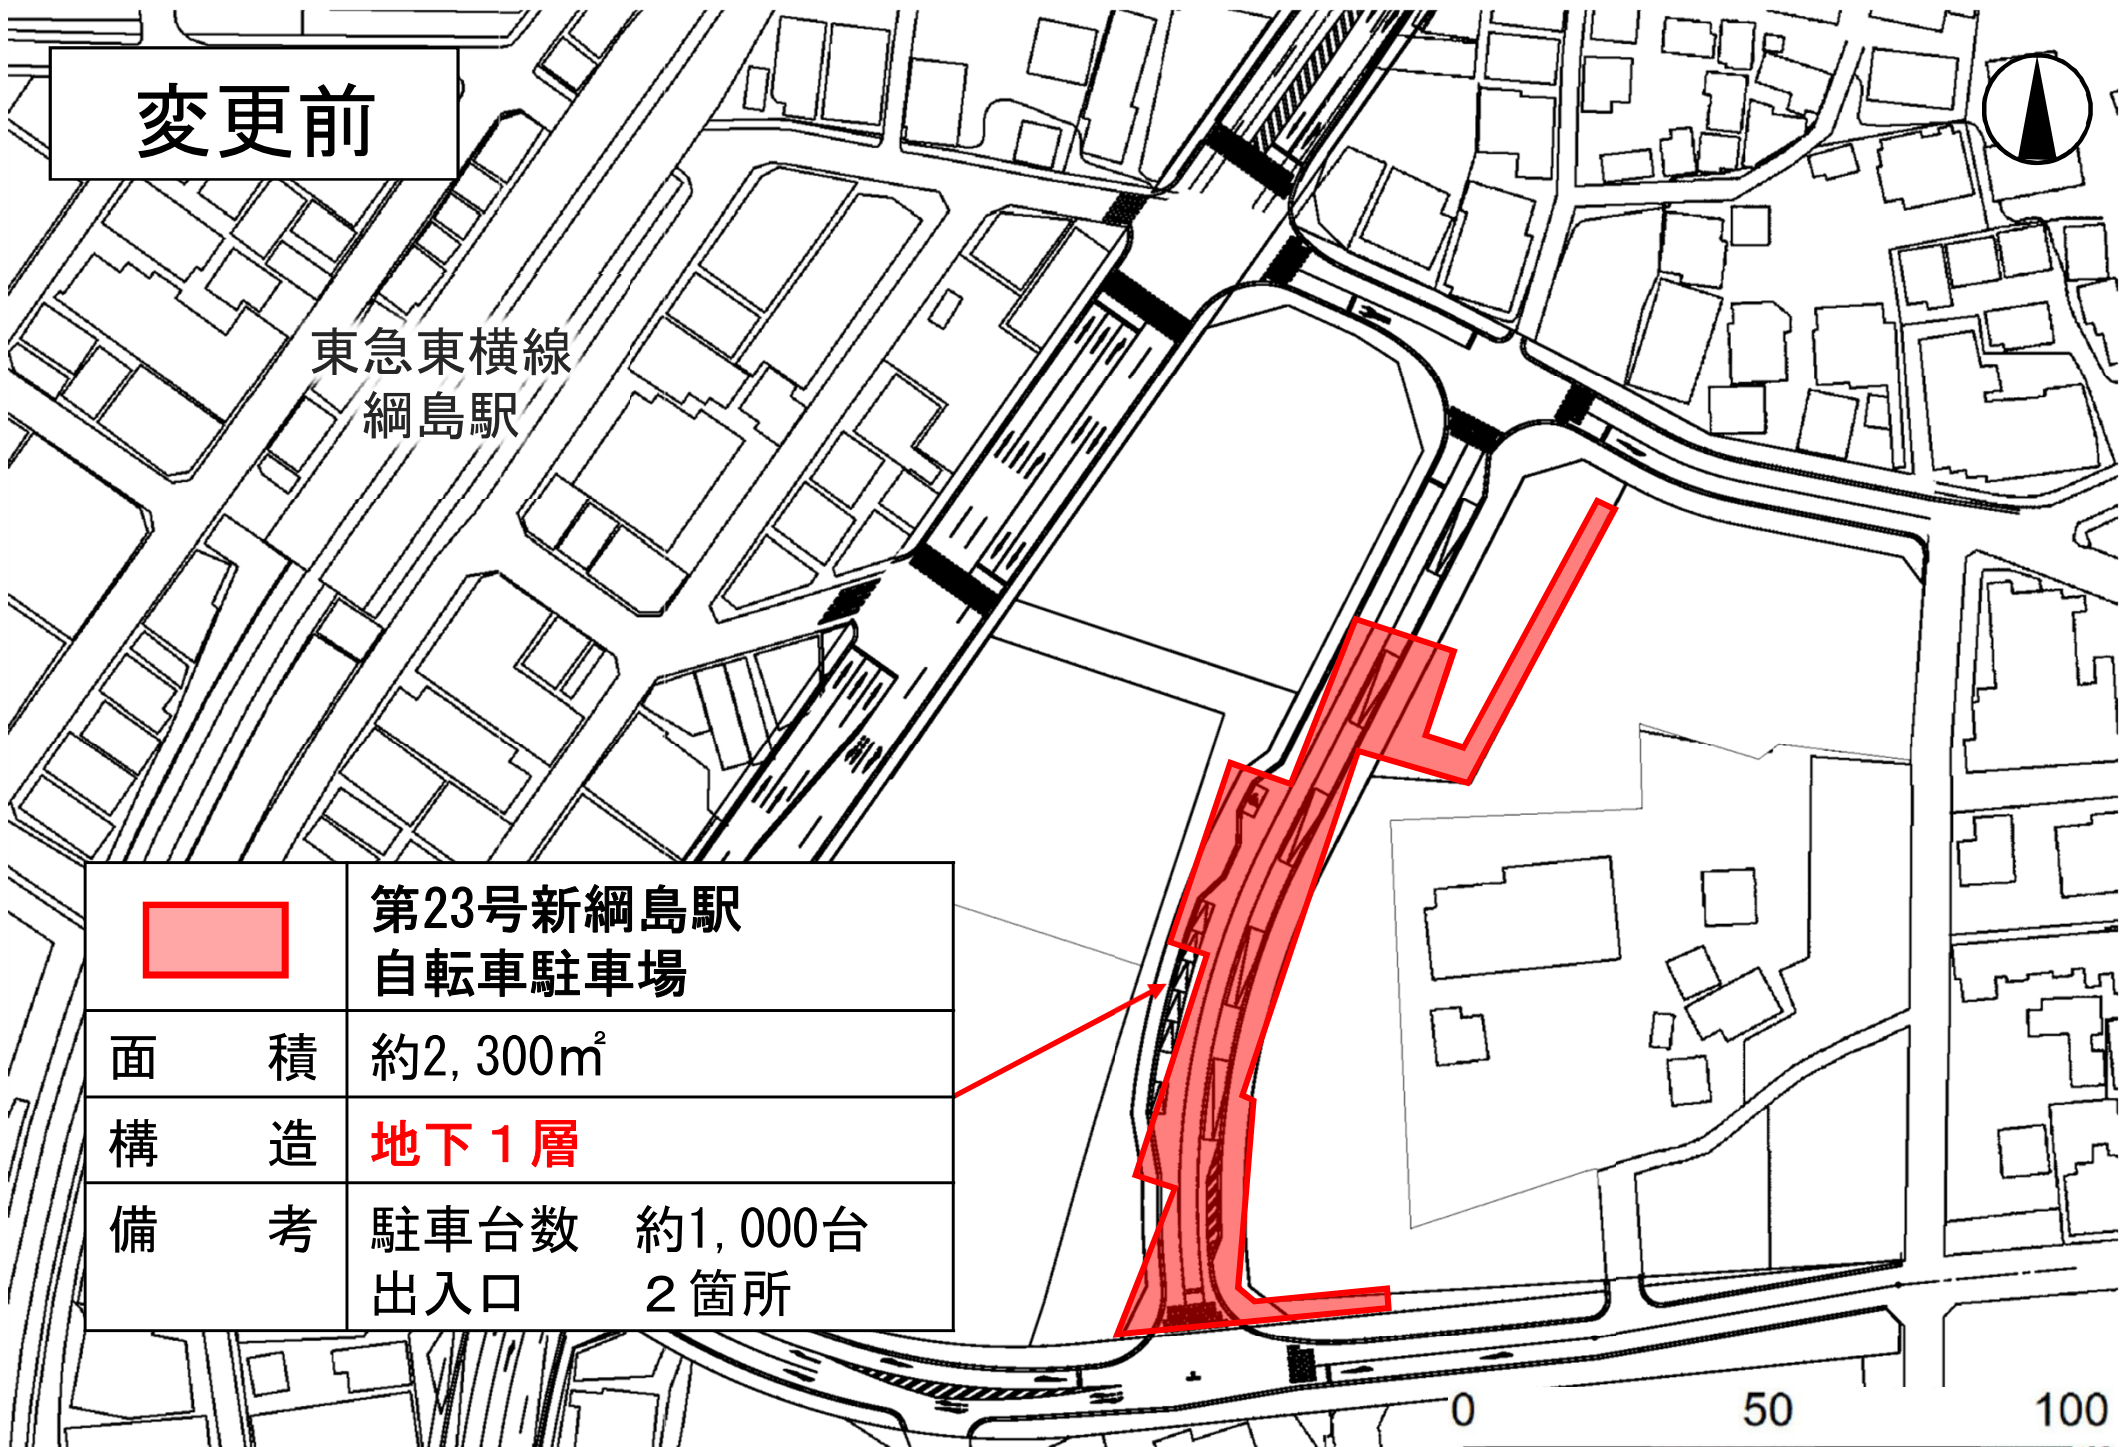 変更前
東急東横線
綱島駅
第23号新綱島駅
自転車駐車場
面　積　約2,300㎡
構　造　地下１層
備　考　駐車台数　約1,000台
出入口　２箇所
0　50　100